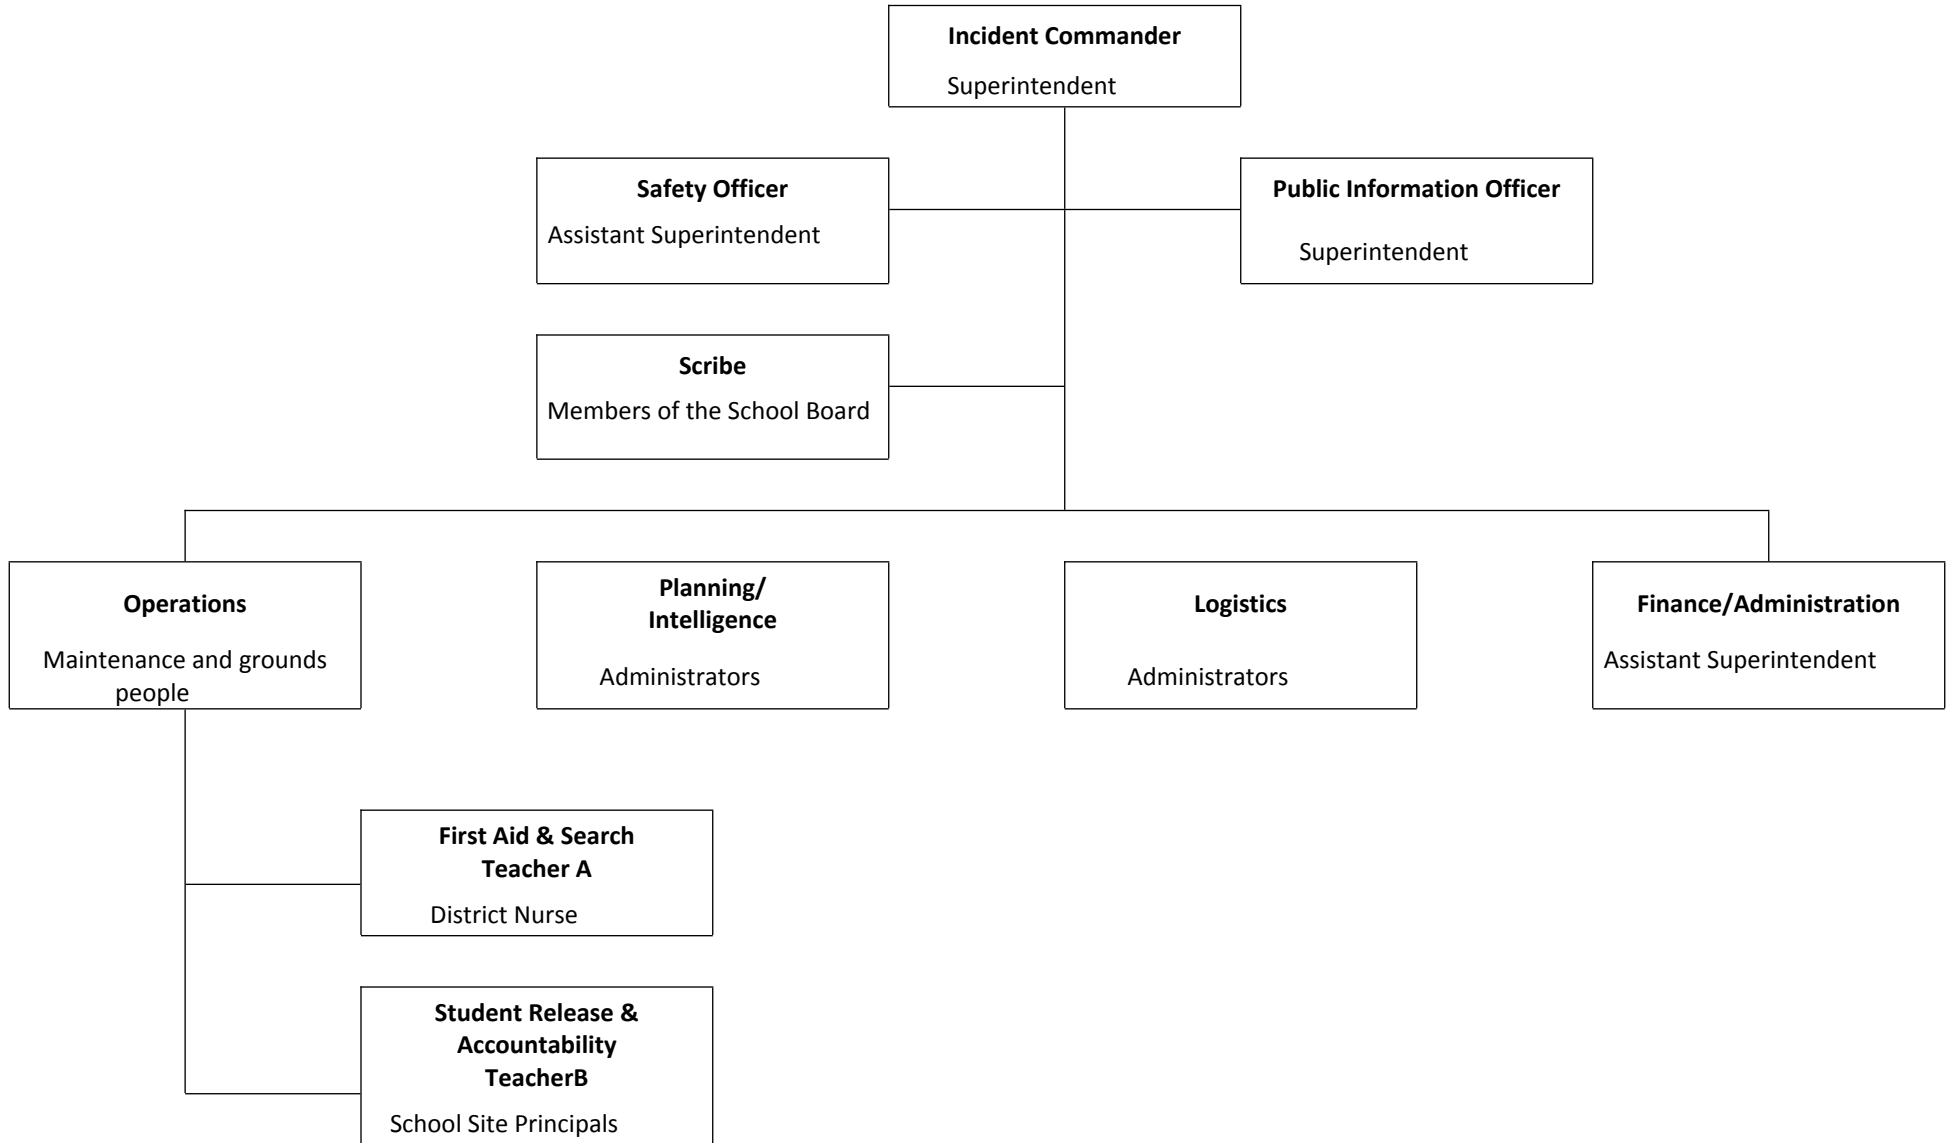 Incident Commander
Superintendent
Safety Officer
Assistant Superintendent
Public Information Officer
Superintendent
Scribe
Members of the School Board
Operations
Maintenance and grounds
people
Planning/
Intelligence
Administrators
Logistics
Administrators
Finance/Administration
Assistant Superintendent
First Aid & Search
Teacher A
District Nurse
Student Release &
Accountability
TeacherB
School Site Principals